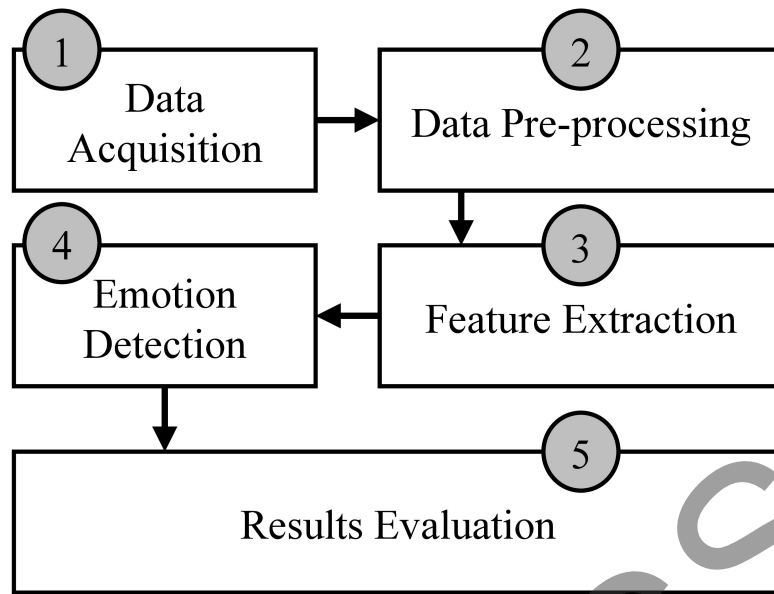 1
Data
Acquisition
2
Data Pre-processing
3
Feature Extraction
4
Emotion
Detection
5
Results Evaluation